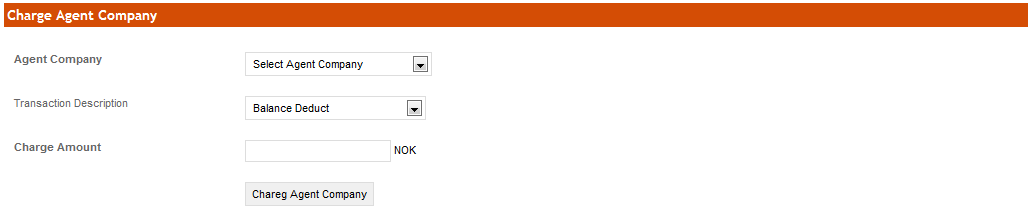 Charge Agent Company
Agent Company Select Agent Company
Transaction Description Balance Deduct
Charge Amount NOK
Chareg Agent Company